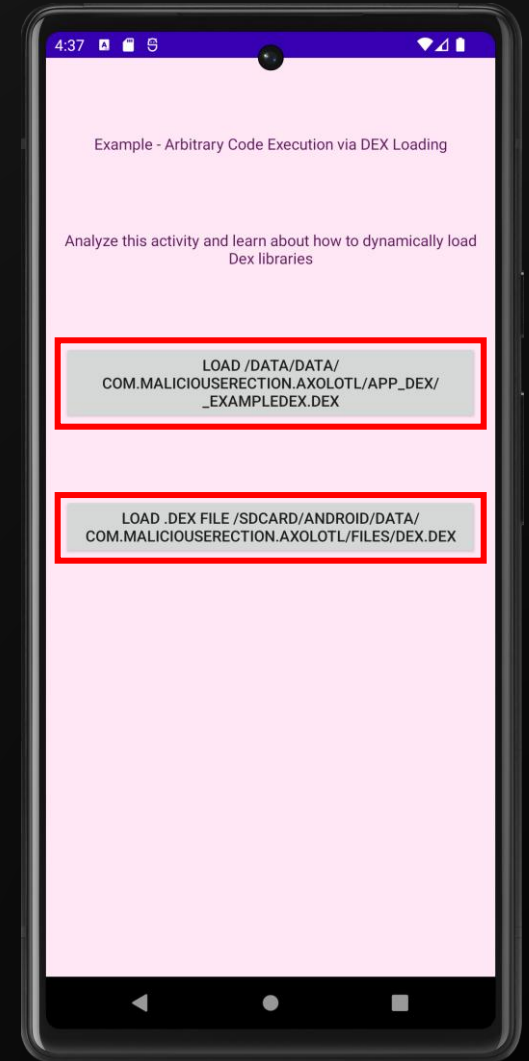 4:37
Example - Arbitrary Code Execution via DEX Loading
Analyze this activity and learn about how to dynamically load
Dex libraries
LOAD /DATA/DATA/
COM.MALICIOUSERECTION.AXOLOTL/APP_DEX/
_EXAMPLEDEX.DEX
LOAD .DEX FILE /SDCARD/ANDROID/DATA/
COM.MALICIOUSERECTION.AXOLOTL/FILES/DEX.DEX